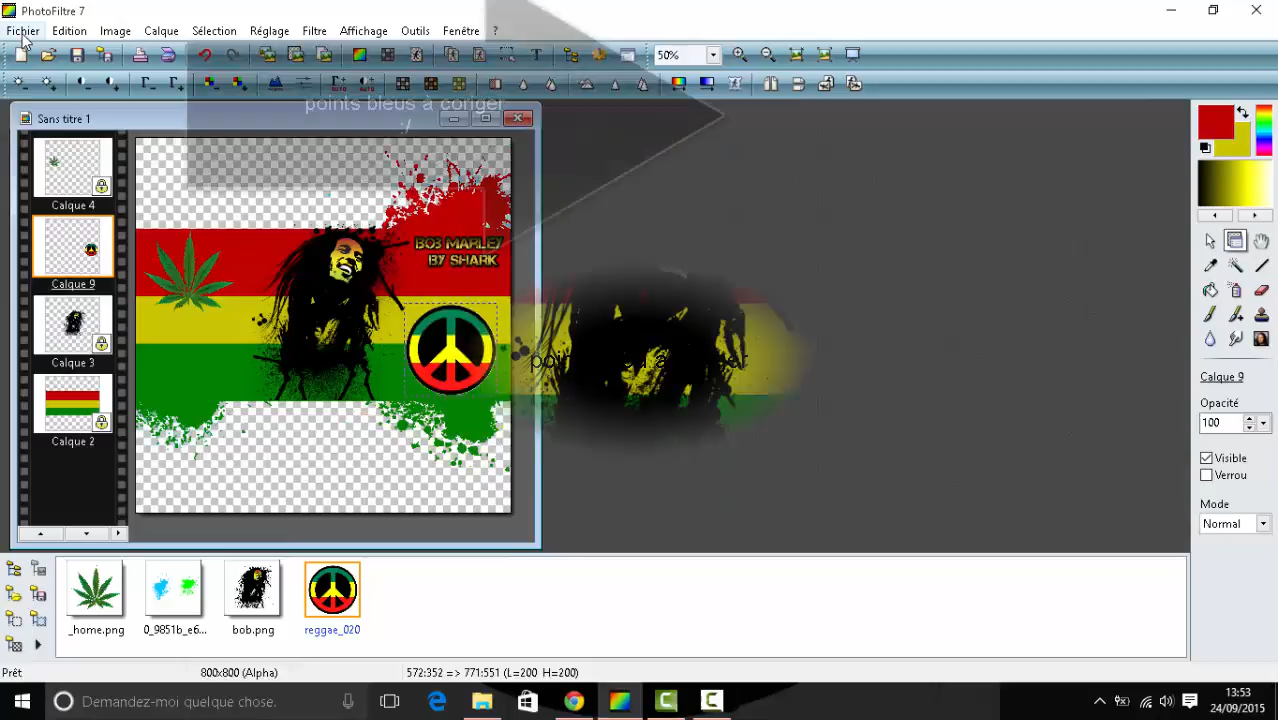 PhotoFiltre 7
Fichier Edition Image Calque Sélection Réglage Filtre Affichage Outils Fenêtre ?
50%
points bleus à coriger
:/
Sans titre 1
Calque 4
BOB MARLEY
BY SHARK
Calque 9
Calque 3
Calque 2
Calque 9
Opacité
100
Visible
Verrou
Mode
Normal
_home.png 0_9851b_e6... bob.png reggae_020
Prêt 800x800 (Alpha) 572:352 => 771:551 (L=200 H=200)
Demandez-moi quelque chose.
13:53
24/09/2015